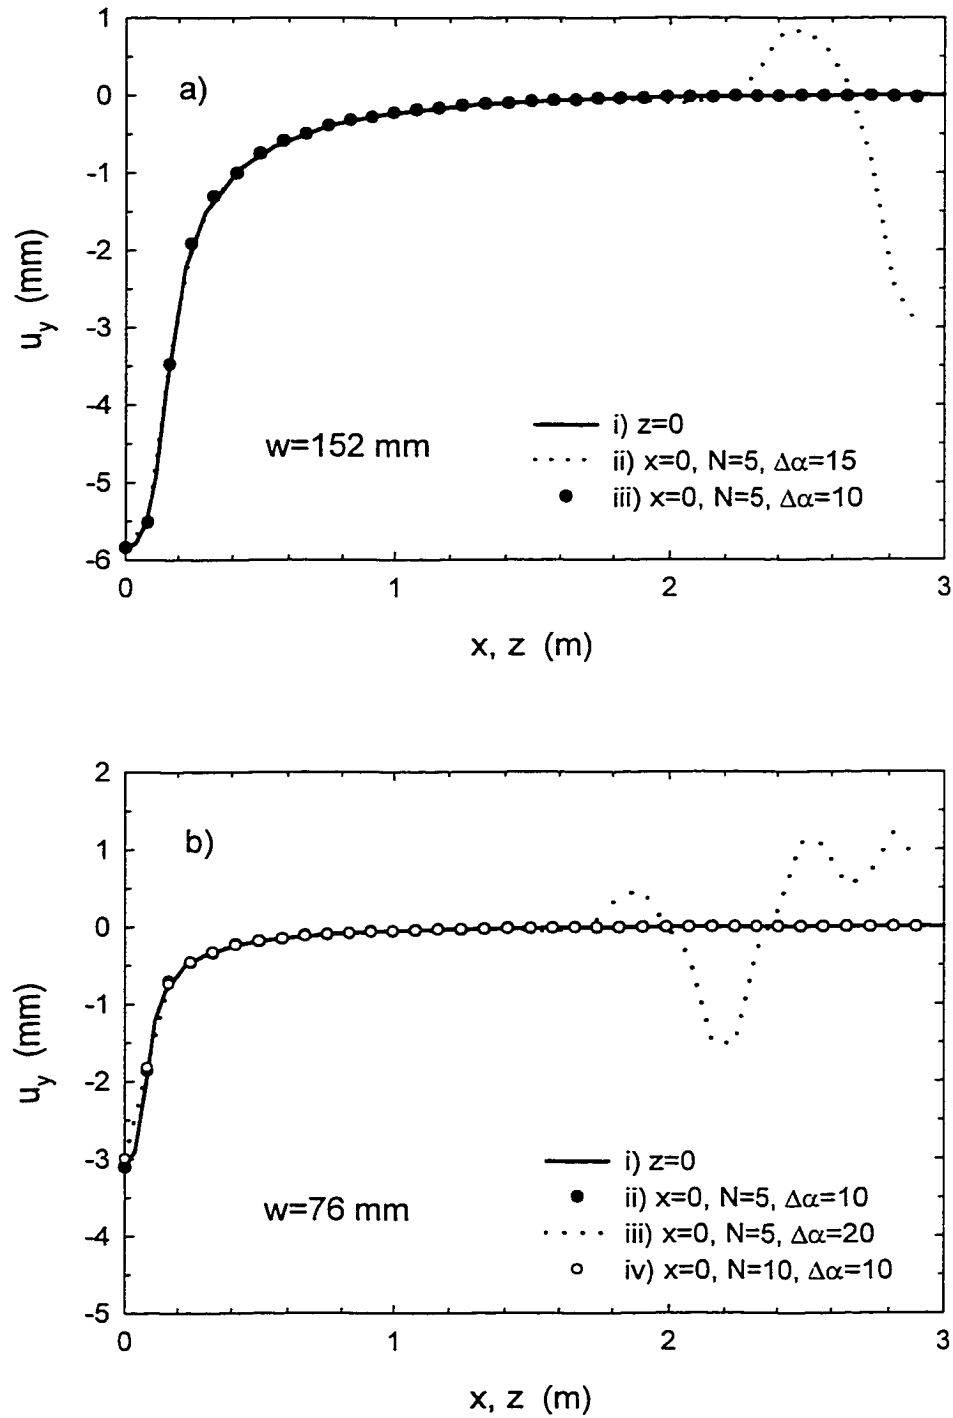 1
0
-1
-2
-3
-4
-5
-6
a)
u_y (mm)
w=152 mm
i) z=0
ii) x=0, N=5, Δα=15
iii) x=0, N=5, Δα=10
0 1 2 3
x, z (m)
2
1
0
-1
-2
-3
-4
-5
b)
u_y (mm)
w=76 mm
i) z=0
ii) x=0, N=5, Δα=10
iii) x=0, N=5, Δα=20
iv) x=0, N=10, Δα=10
0 1 2 3
x, z (m)